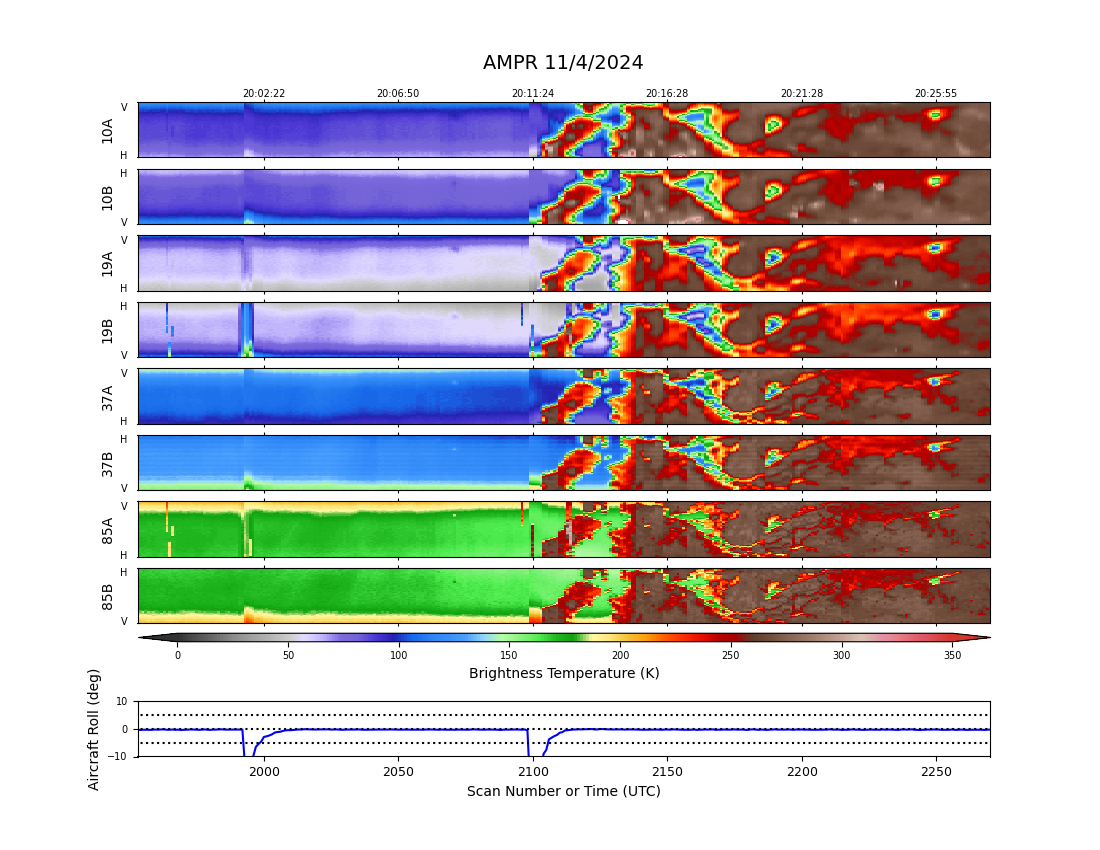 AMPR 11/4/2024
20:02:22 20:06:50 20:11:24 20:16:28 20:21:28 20:25:55
V
10A
H
H
10B
V
V
19A
H
H
19B
V
V
37A
H
H
37B
V
V
85A
H
H
85B
V
0 50 100 150 200 250 300 350
Brightness Temperature (K)
Aircraft Roll (deg)
10
0
−10
2000 2050 2100 2150 2200 2250
Scan Number or Time (UTC)